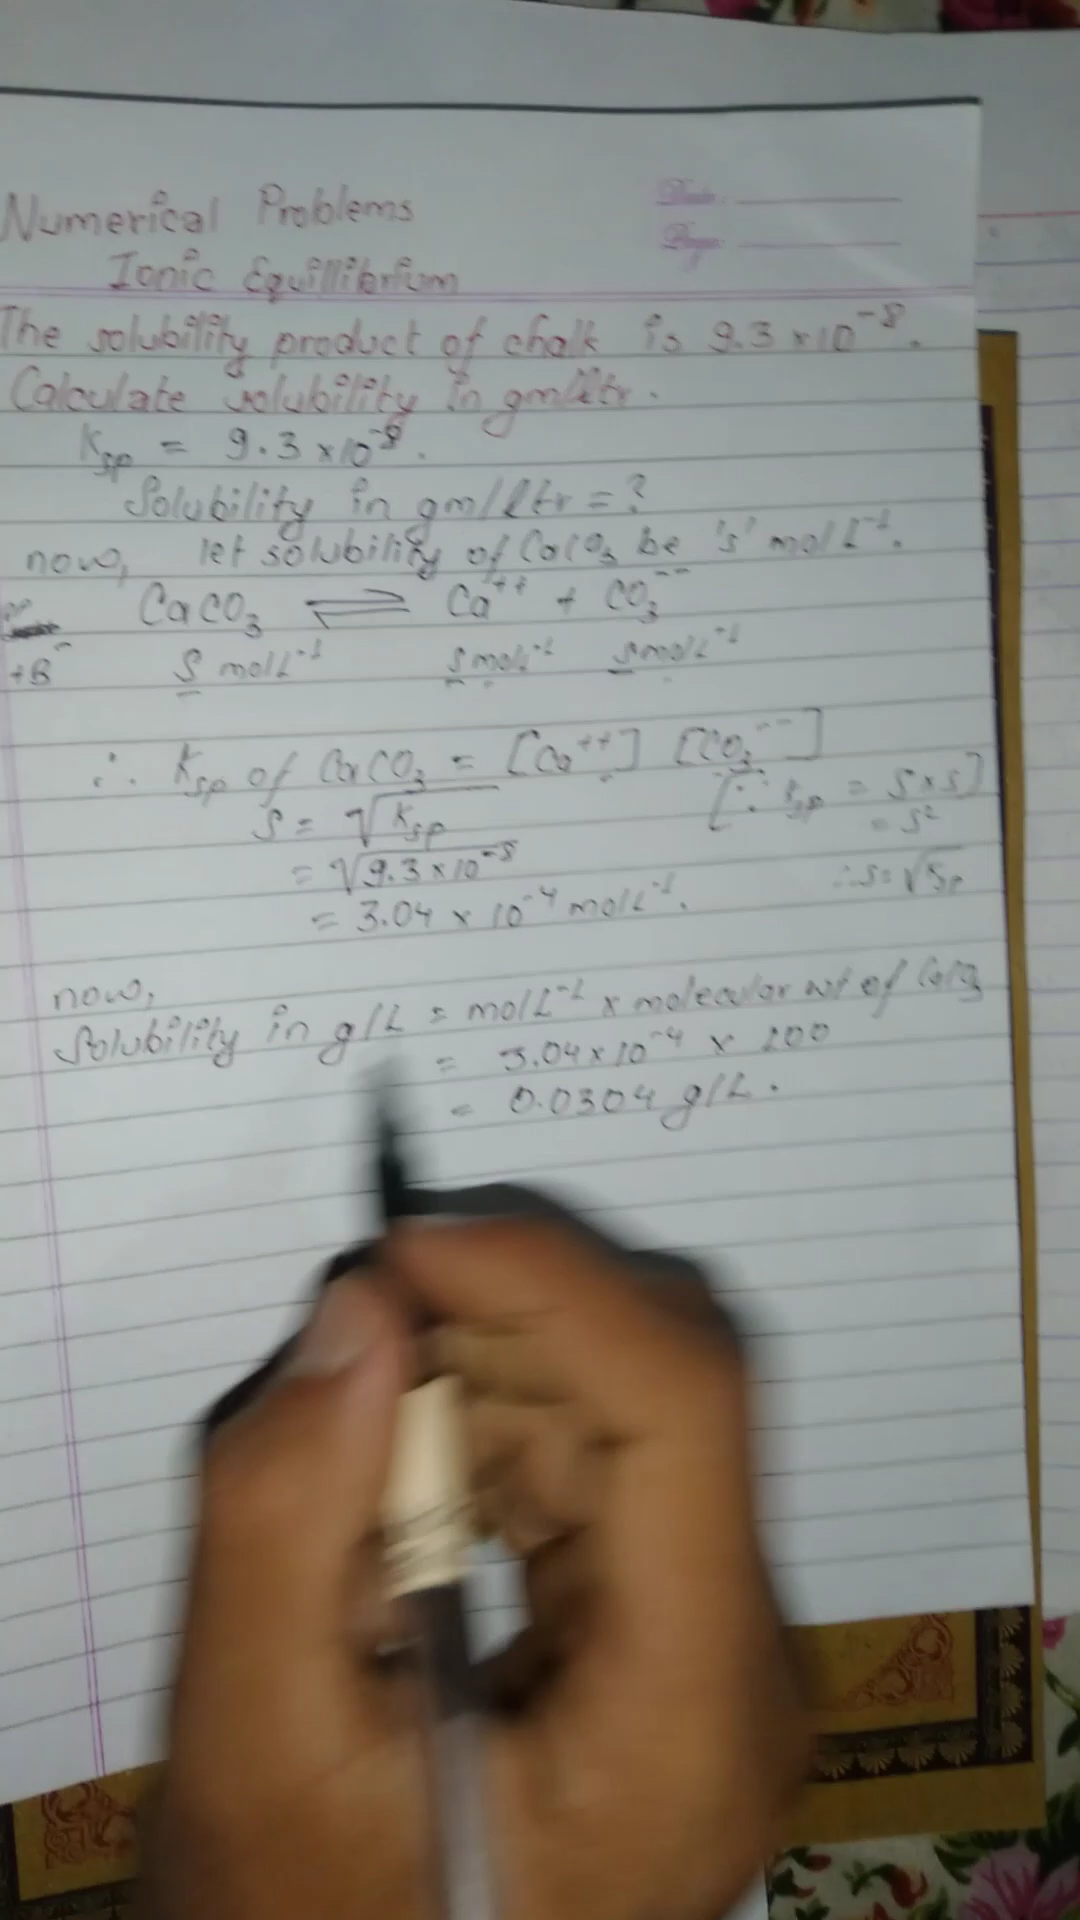 Numerical Problems
Date:
Ionic Equillibrium
Page:
The solubility product of chalk is 9.3 × 10⁻⁸.
Calculate solubility in gm/ltr.
Ksp = 9.3 × 10⁻⁸.
Solubility in gm/ltr = ?
now, let solubility of CaCO₃ be 's' mol L⁻¹.
CaCO₃ ⇌ Ca⁺⁺ + CO₃⁻⁻
+B⁻ S mol L⁻¹ S mol L⁻¹ S mol L⁻¹
∴ Ksp of CaCO₃ = [Ca⁺⁺] [CO₃⁻⁻]
S = √Ksp [∵ Ksp = S × S]
= S²
= √9.3 × 10⁻⁸
∴ S = √Sp
= 3.04 × 10⁻⁴ mol L⁻¹.
now,
Solubility in g/L = mol L⁻¹ × molecular wt of CaCO₃
= 3.04 × 10⁻⁴ × 100
= 0.0304 g/L.